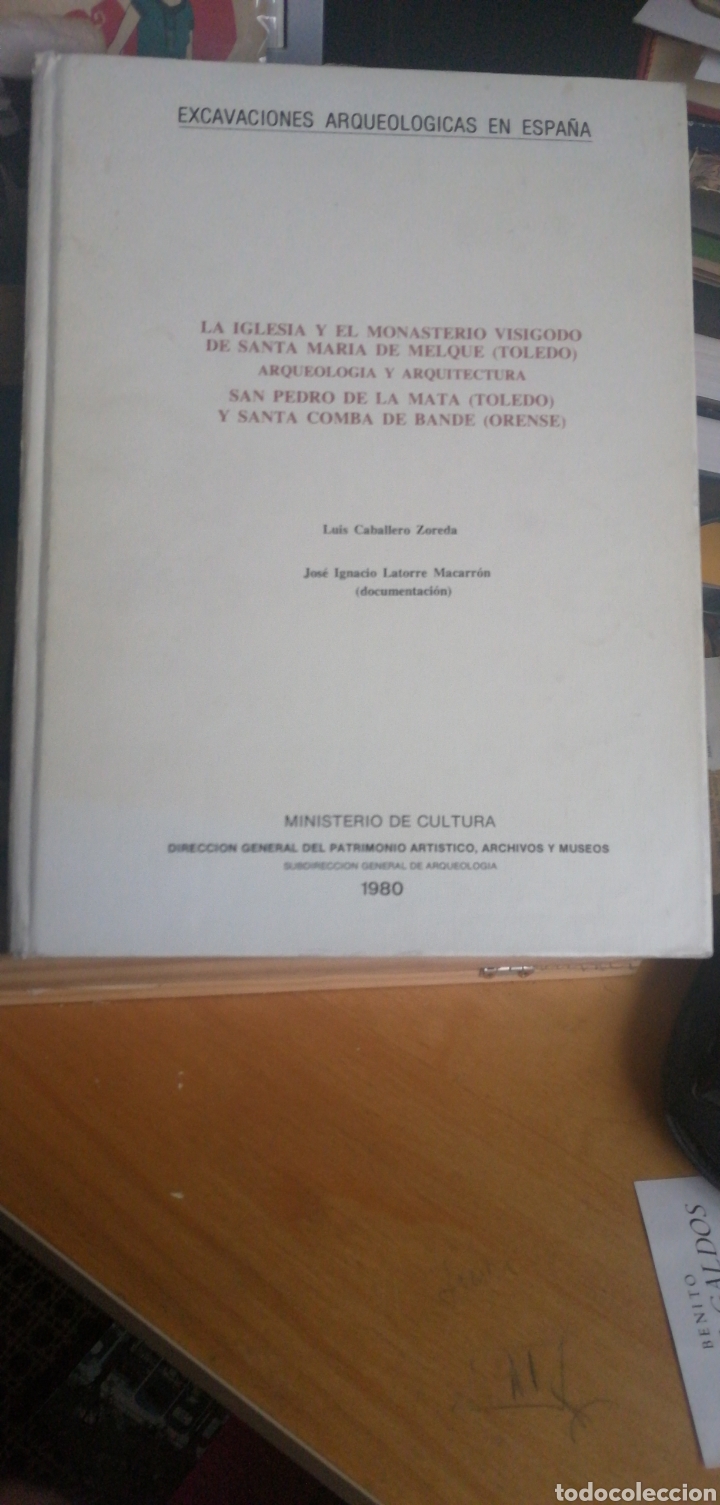 EXCAVACIONES ARQUEOLOGICAS EN ESPAÑA
LA IGLESIA Y EL MONASTERIO VISIGODO
DE SANTA MARIA DE MELQUE (TOLEDO)
ARQUEOLOGIA Y ARQUITECTURA
SAN PEDRO DE LA MATA (TOLEDO)
Y SANTA COMBA DE BANDE (ORENSE)
Luis Caballero Zoreda
José Ignacio Latorre Macarrón
(documentación)
MINISTERIO DE CULTURA
DIRECCION GENERAL DEL PATRIMONIO ARTISTICO, ARCHIVOS Y MUSEOS
SUBDIRECCION GENERAL DE ARQUEOLOGIA
1980
BENITO
todocoleccion